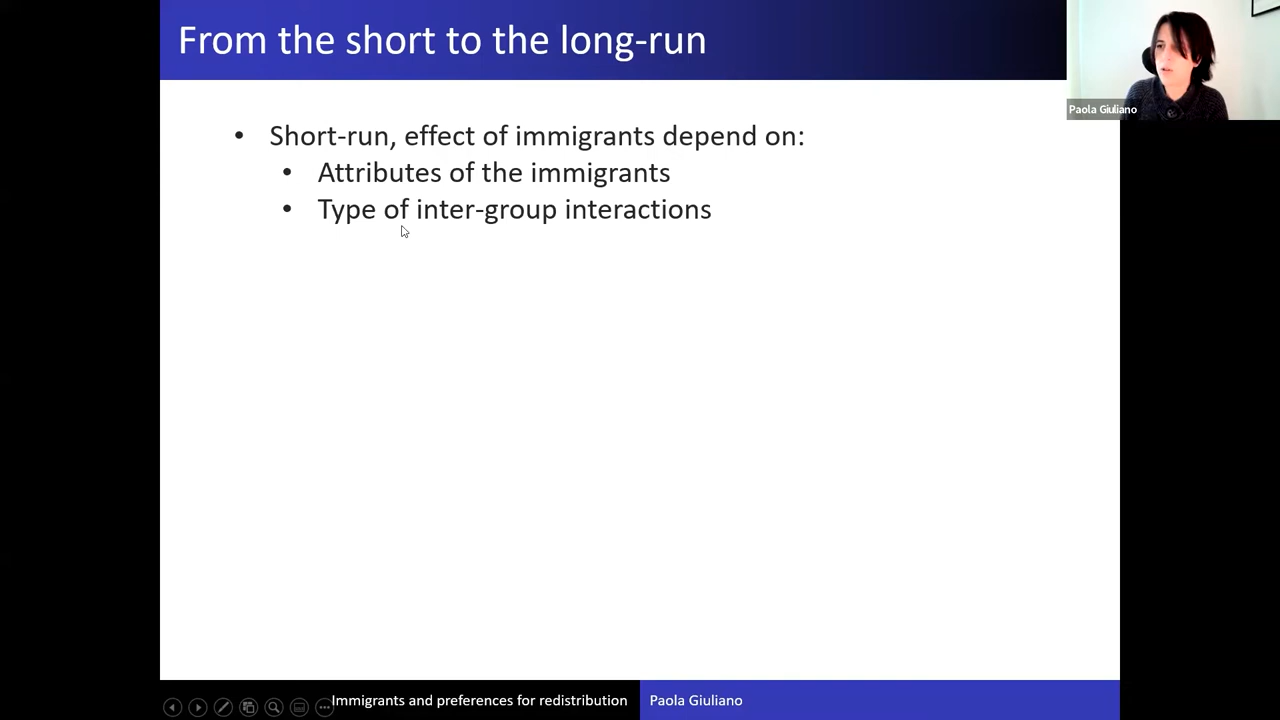 From the short to the long-run
Paola Giuliano
• Short-run, effect of immigrants depend on:
• Attributes of the immigrants
• Type of inter-group interactions
Immigrants and preferences for redistribution
Paola Giuliano